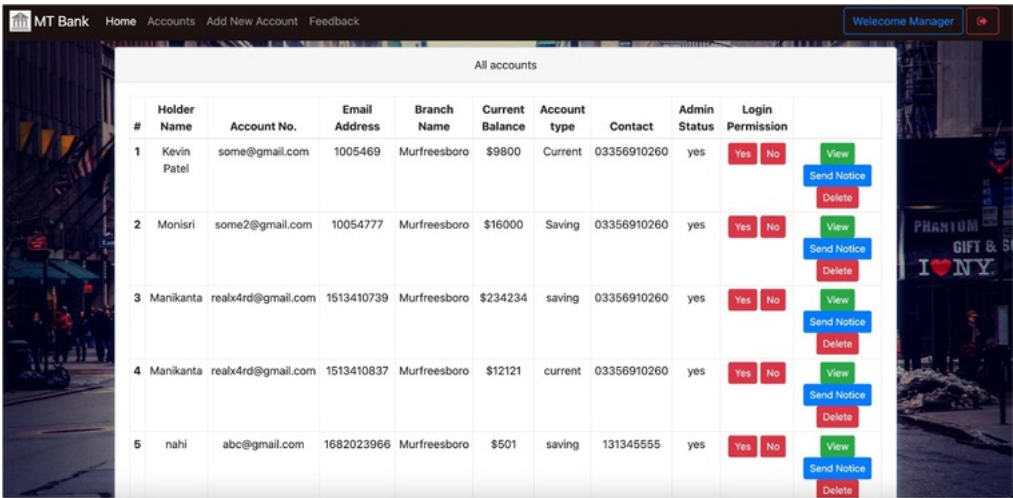 MT Bank Home Accounts Add New Account Feedback Welecome Manager
All accounts
# Holder Name Account No. Email Address Branch Name Current Balance Account type Contact Admin Status Login Permission
1 Kevin Patel some@gmail.com 1005469 Murfreesboro $9800 Current 03356910260 yes Yes No View
Send Notice
Delete
2 Monisri some2@gmail.com 10054777 Murfreesboro $16000 Saving 03356910260 yes Yes No View
Send Notice
Delete
3 Manikanta realx4rd@gmail.com 1513410739 Murfreesboro $234234 saving 03356910260 yes Yes No View
Send Notice
Delete
4 Manikanta realx4rd@gmail.com 1513410837 Murfreesboro $12121 current 03356910260 yes Yes No View
Send Notice
Delete
5 nahi abc@gmail.com 1682023966 Murfreesboro $501 saving 131345555 yes Yes No View
Send Notice
Delete
PHANTOM
GIFT &
I NY